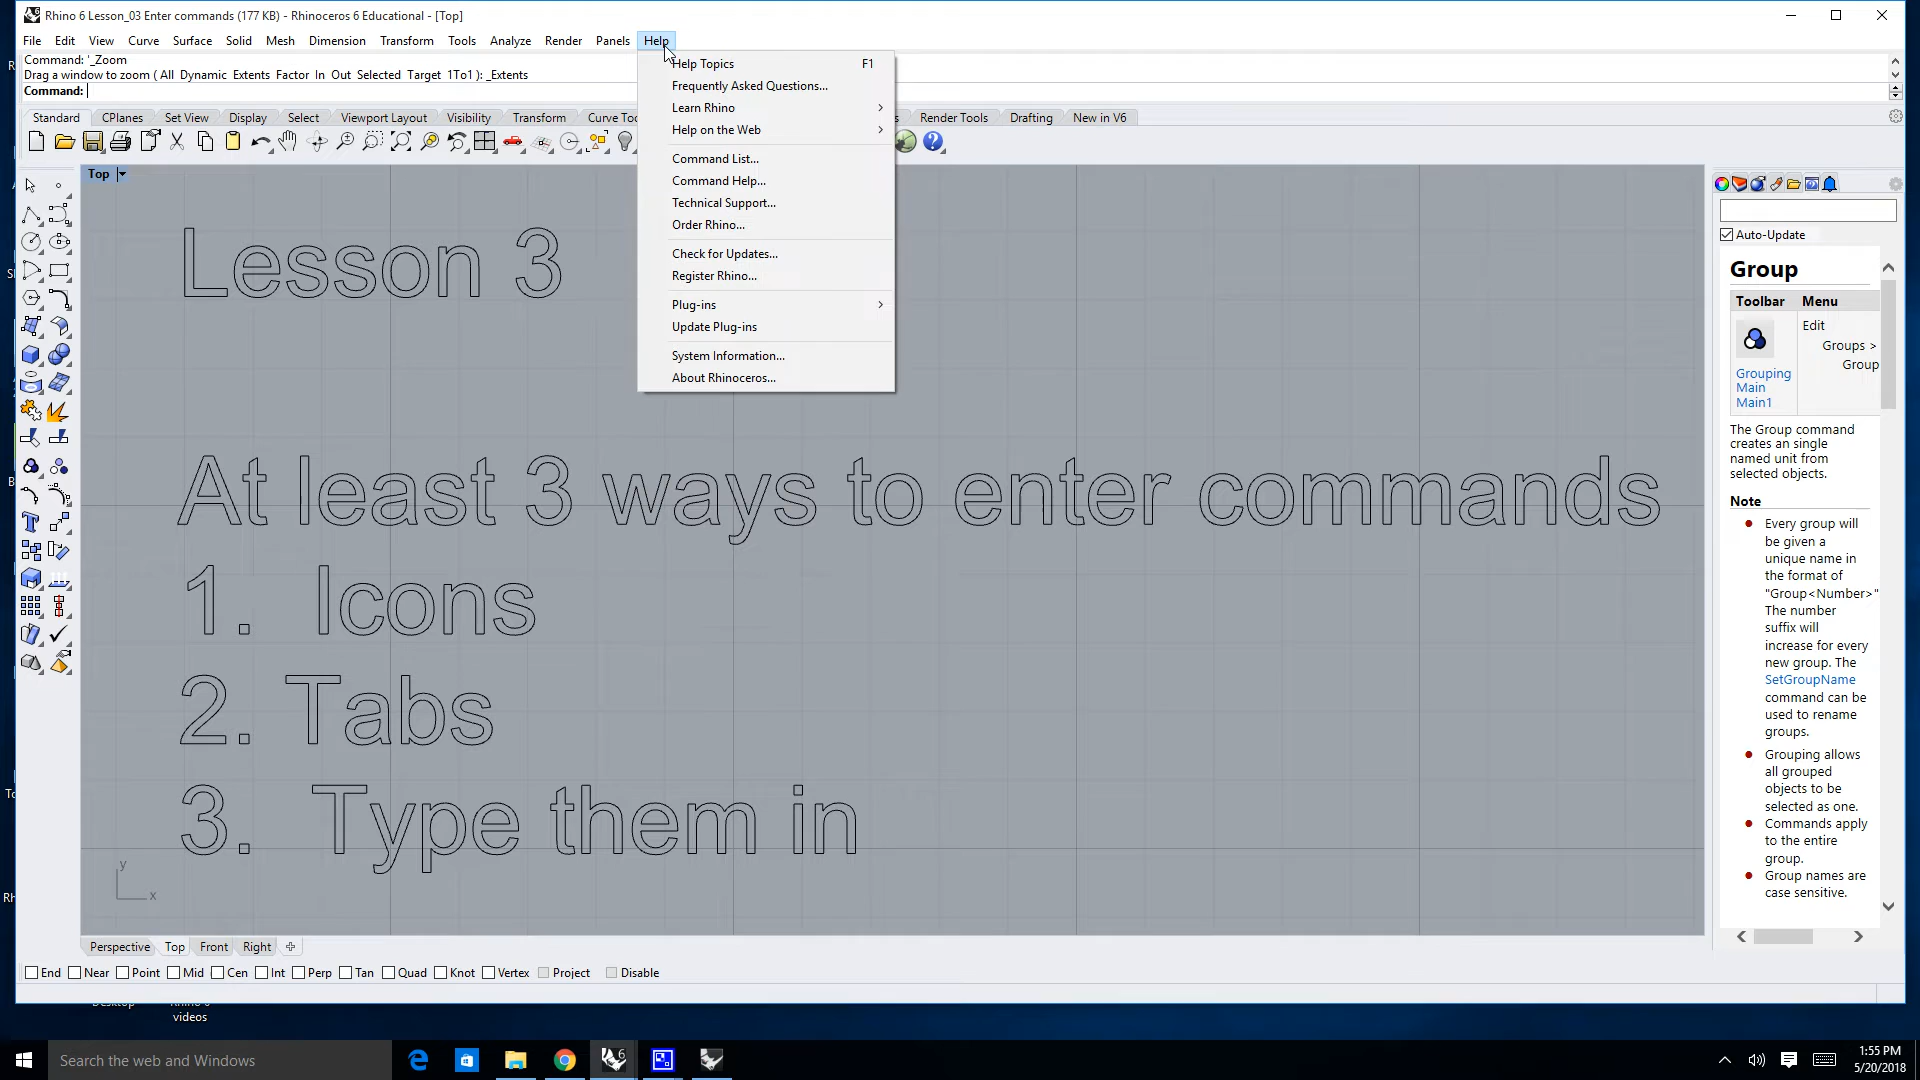 Rhino 6 Lesson_03 Enter commands (177 KB) - Rhinoceros 6 Educational - [Top]
File Edit View Curve Surface Solid Mesh Dimension Transform Tools Analyze Render Panels Help
Command: '_Zoom
Drag a window to zoom ( All Dynamic Extents Factor In Out Selected Target 1To1 ): _Extents
Command:
Standard CPlanes Set View Display Select Viewport Layout Visibility Transform Curve Render Tools Drafting New in V6
Help Topics F1
Frequently Asked Questions...
Learn Rhino
Help on the Web
Command List...
Command Help...
Technical Support...
Order Rhino...
Check for Updates...
Register Rhino...
Plug-ins
Update Plug-ins
System Information...
About Rhinoceros...
Top
Lesson 3
At least 3 ways to enter commands
1. Icons
2. Tabs
3. Type them in
y
x
Auto-Update
Group
Toolbar Menu
Edit
Groups >
Group
Grouping
Main
Main1
The Group command
creates an single
named unit from
selected objects.
Note
Every group will
be given a
unique name in
the format of
"Group<Number>"
The number
suffix will
increase for every
new group. The
SetGroupName
command can be
used to rename
groups.
Grouping allows
all grouped
objects to be
selected as one.
Commands apply
to the entire
group.
Group names are
case sensitive.
Perspective Top Front Right
End Near Point Mid Cen Int Perp Tan Quad Knot Vertex Project Disable
videos
Search the web and Windows
1:55 PM
5/20/2018